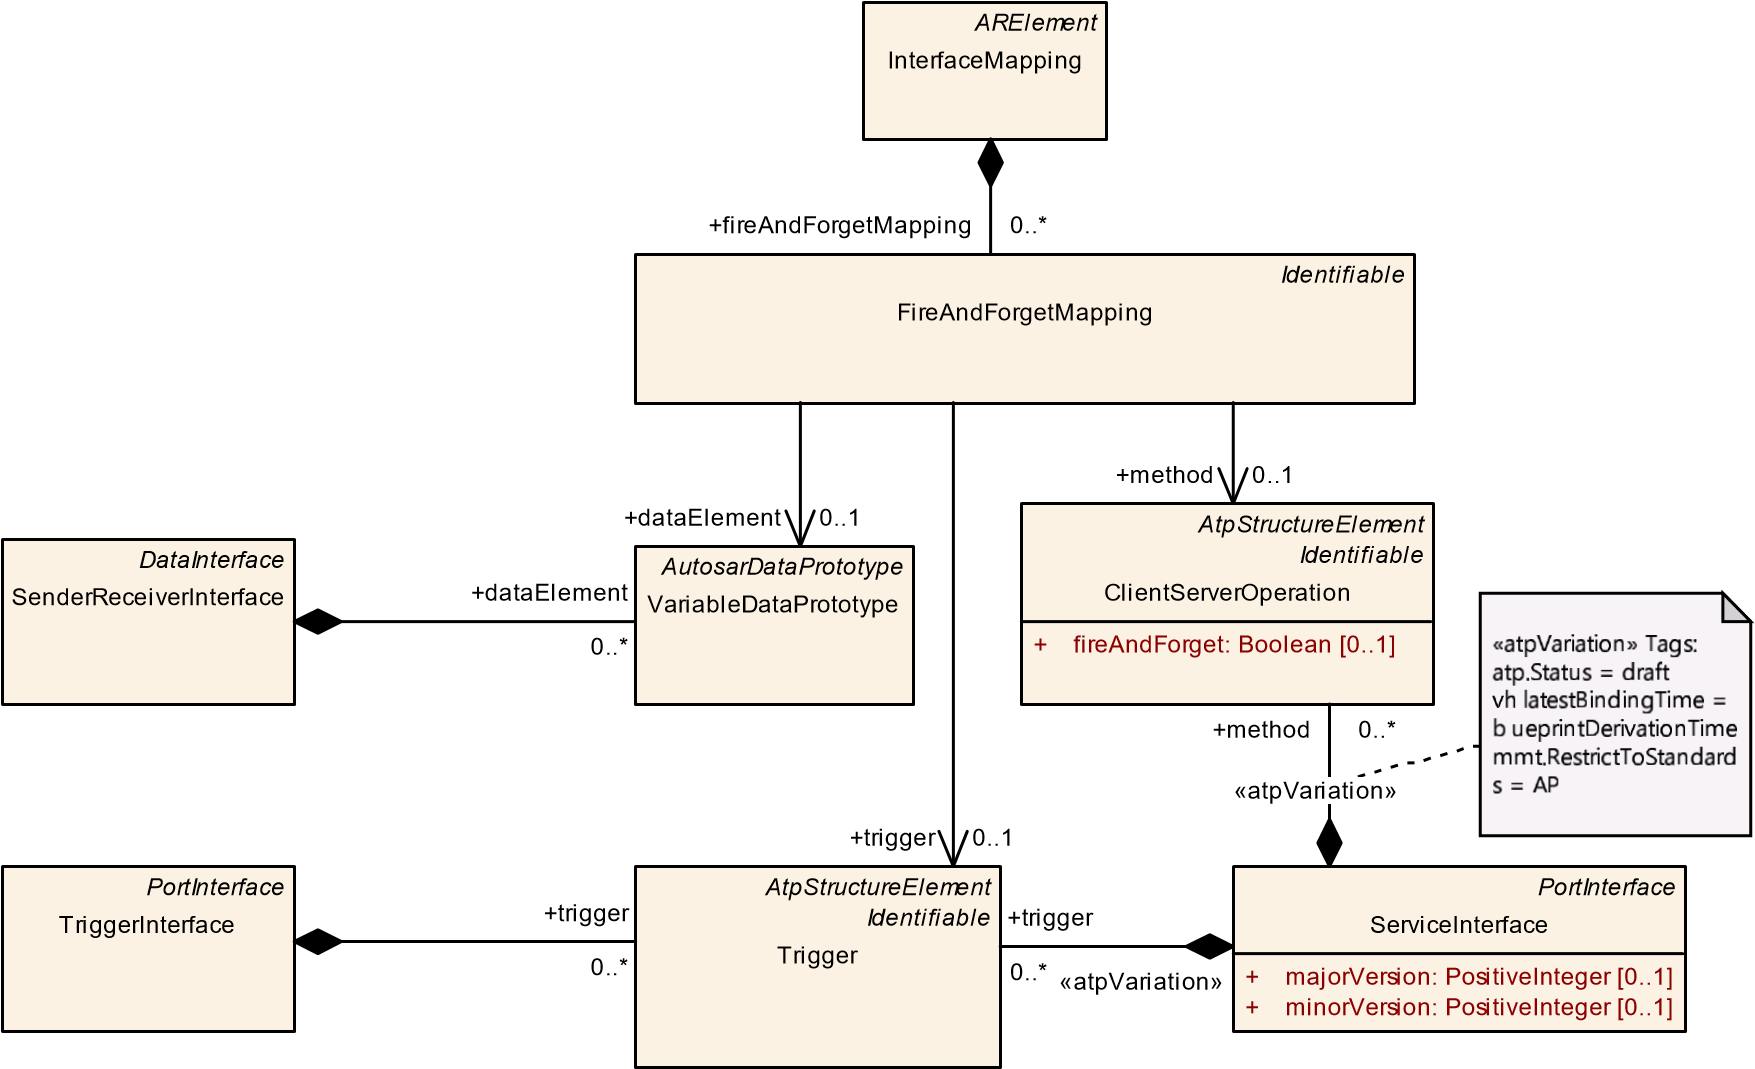 ARElement
InterfaceMapping
+fireAndForgetMapping 0..*
Identifiable
FireAndForgetMapping
+method 0..1
+dataElement 0..1
AtpStructureElement
Identifiable
ClientServerOperation
+ fireAndForget: Boolean [0..1]
DataInterface
SenderReceiverInterface
+dataElement
0..*
AutosarDataPrototype
VariableDataPrototype
«atpVariation» Tags:
atp.Status = draft
vh latestBindingTime =
b ueprintDerivationTime
mmt.RestrictToStandard
s = AP
+method 0..*
«atpVariation»
+trigger 0..1
PortInterface
TriggerInterface
+trigger
0..*
AtpStructureElement
Identifiable
Trigger
+trigger
0..*
«atpVariation»
PortInterface
ServiceInterface
+ majorVersion: PositiveInteger [0..1]
+ minorVersion: PositiveInteger [0..1]